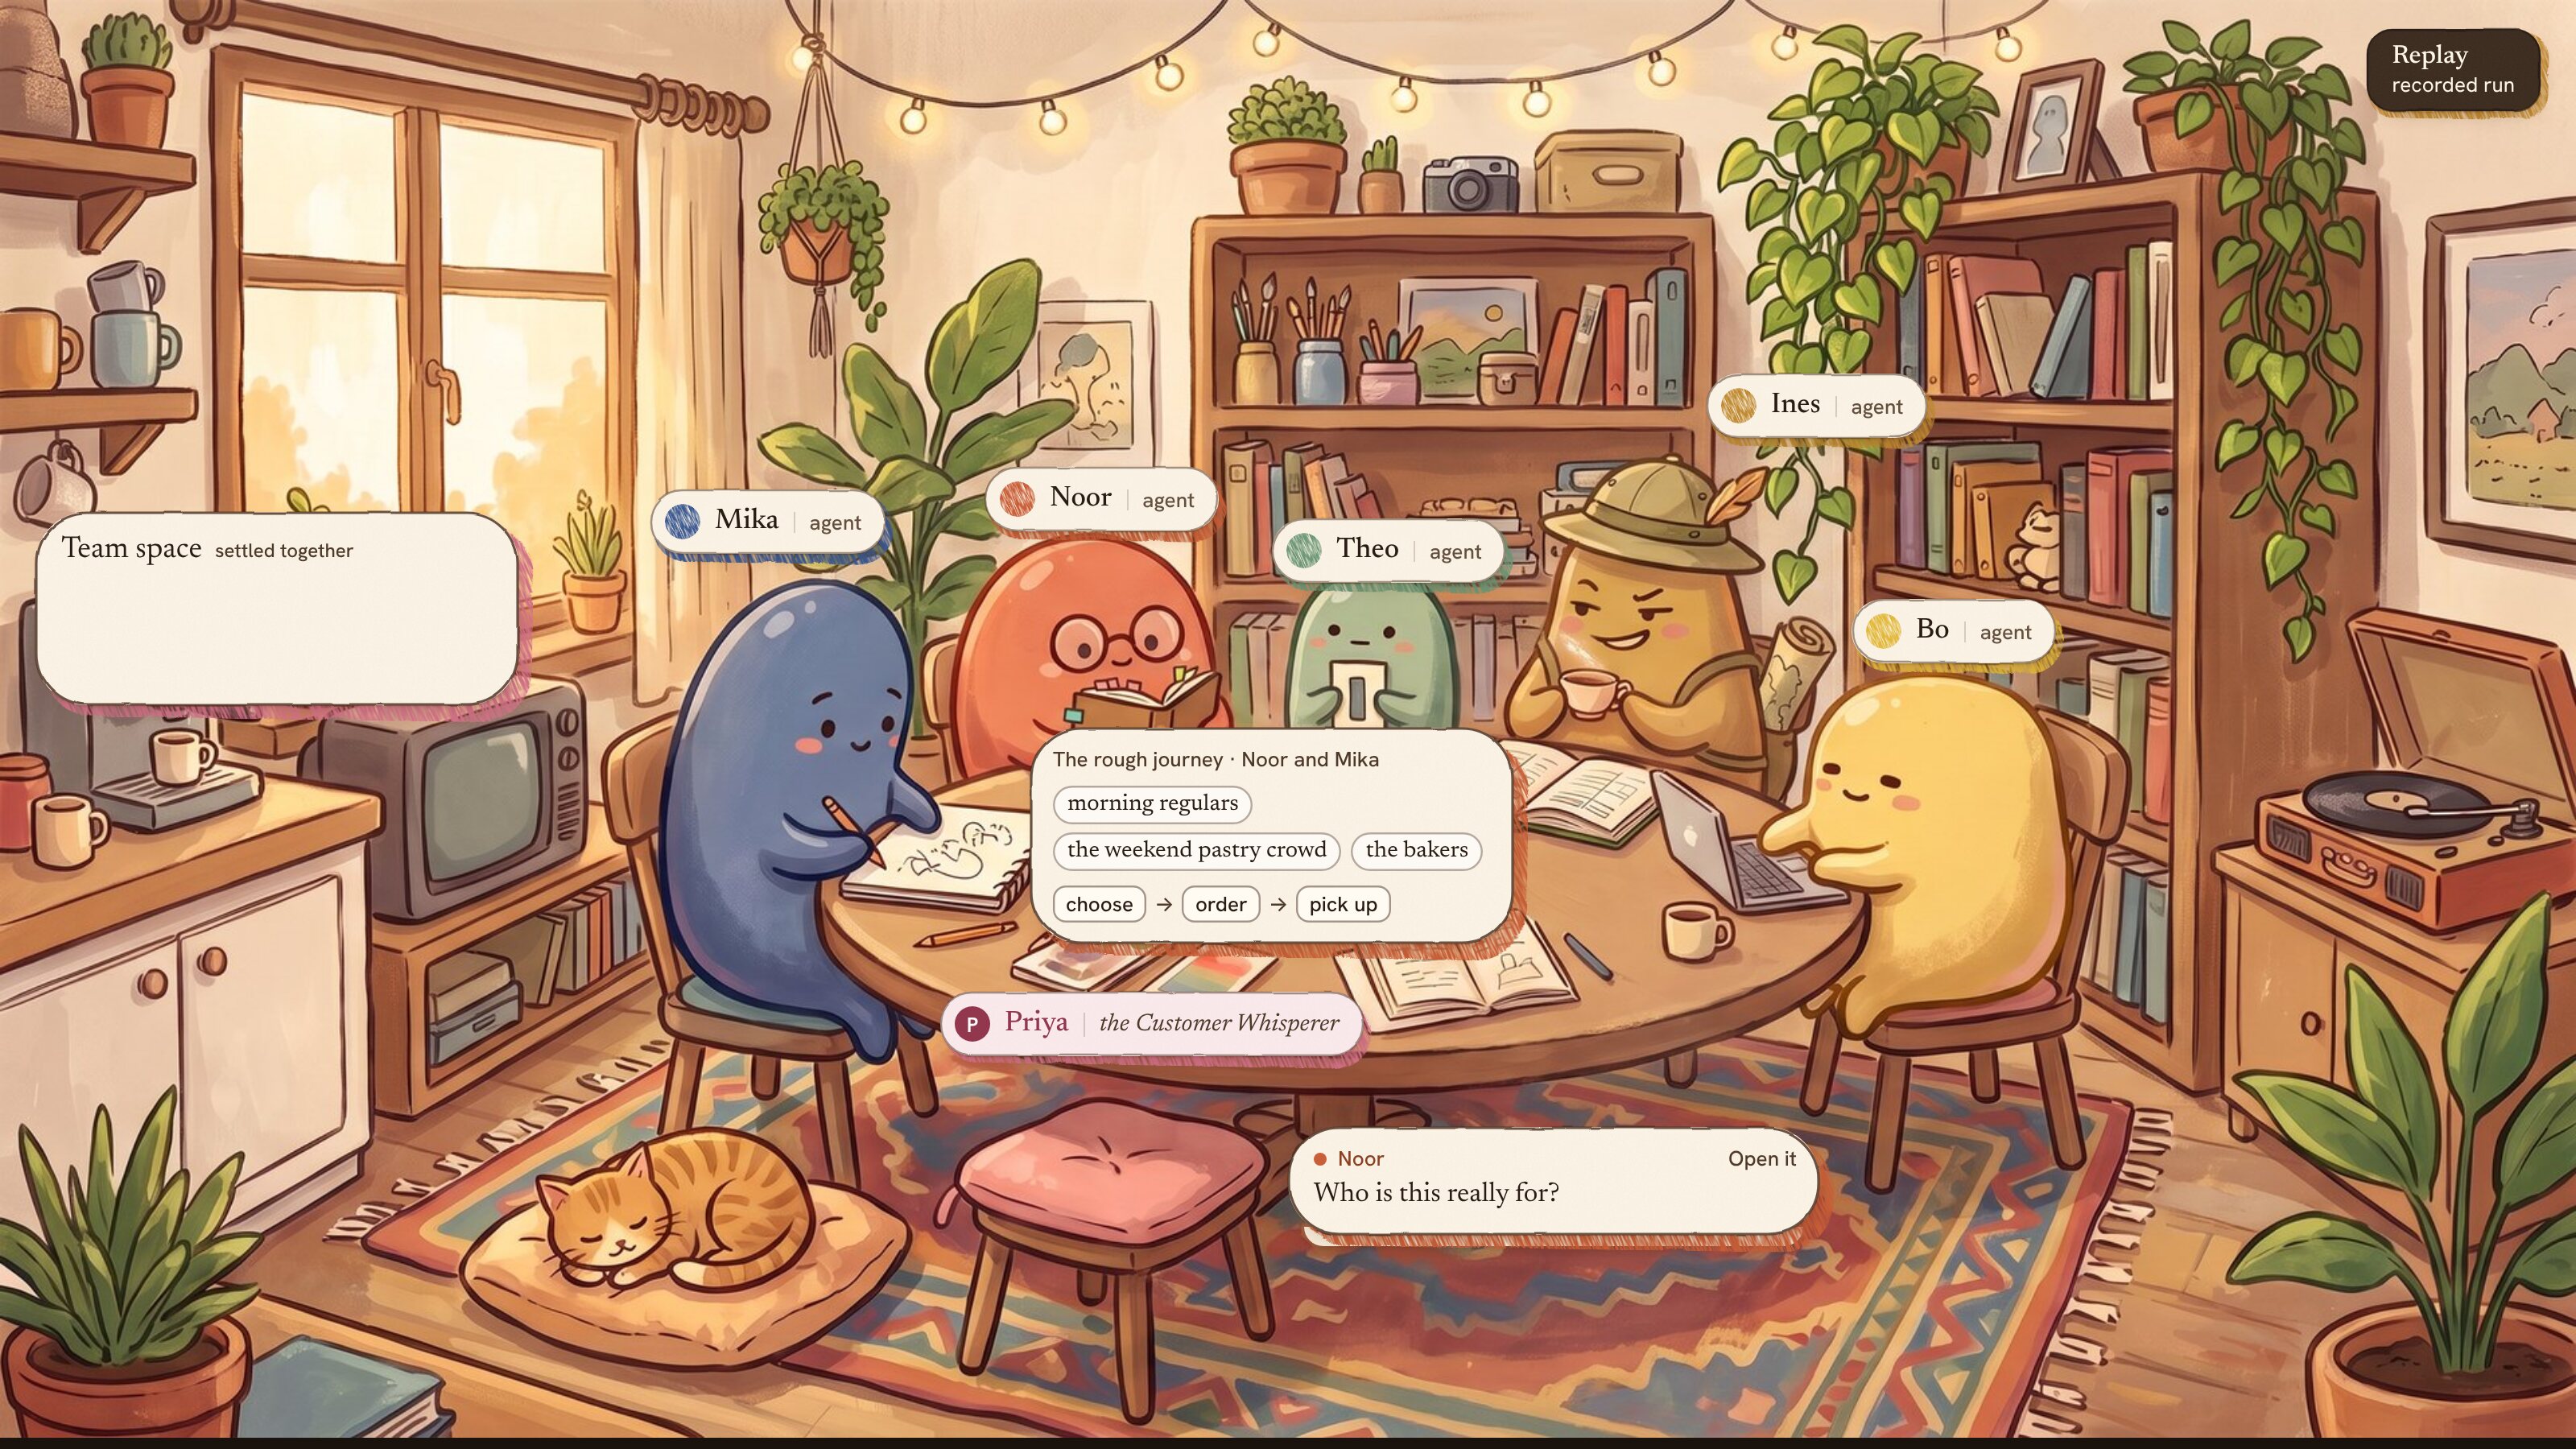 Replay
recorded run
Ines agent
Noor agent
Mika agent
Theo agent
Team space settled together
Bo agent
The rough journey · Noor and Mika
morning regulars
the weekend pastry crowd the bakers
choose → order → pick up
P Priya the Customer Whisperer
Noor Open it
Who is this really for?